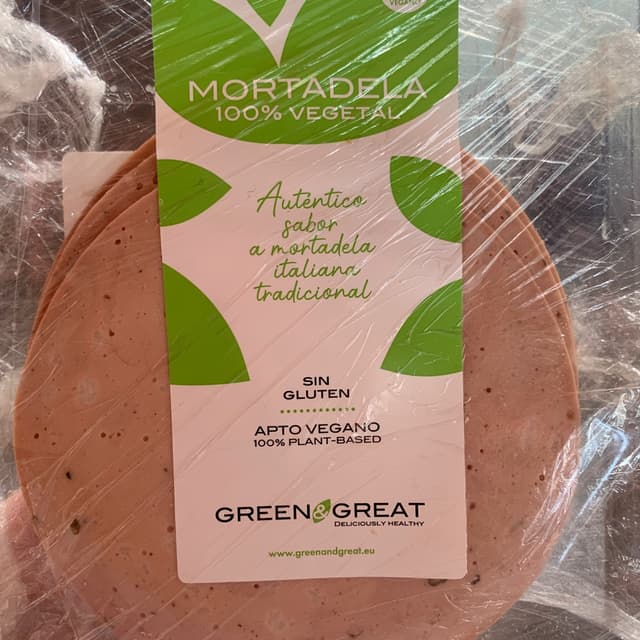 VEGANO
MORTADELA
100% VEGETAL
Auténtico
sabor
a mortadela
italiana
tradicional
SIN
GLUTEN
APTO VEGANO
100% PLANT-BASED
GREEN&GREAT
DELICIOUSLY HEALTHY
www.greenandgreat.eu